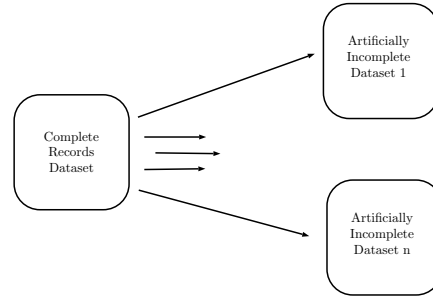 Artificially
Incomplete
Dataset 1
Complete
Records
Dataset
Artificially
Incomplete
Dataset n